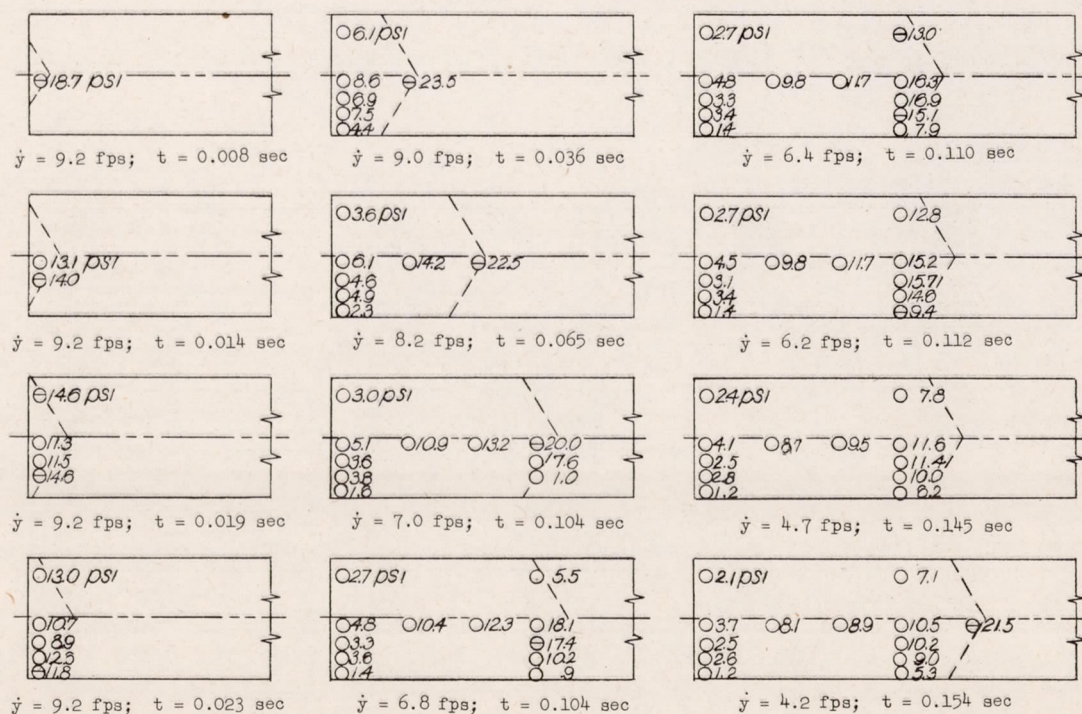 18.7 psi
ẏ = 9.2 fps; t = 0.008 sec
13.1 psi
14.0
ẏ = 9.2 fps; t = 0.014 sec
14.6 psi
17.3
11.5
14.6
ẏ = 9.2 fps; t = 0.019 sec
13.0 psi
10.7
8.9
12.3
11.8
ẏ = 9.2 fps; t = 0.023 sec
6.1 psi
8.6 23.5
6.9
7.5
4.4
ẏ = 9.0 fps; t = 0.036 sec
3.6 psi
6.1 14.2 22.5
4.6
4.9
2.3
ẏ = 8.2 fps; t = 0.065 sec
3.0 psi
5.1 10.9 13.2 20.0
3.6 7.6
3.8 1.0
1.6
ẏ = 7.0 fps; t = 0.104 sec
2.7 psi 5.5
4.8 10.4 12.3 18.1
3.3 17.4
3.6 10.2
1.4 .9
ẏ = 6.8 fps; t = 0.104 sec
2.7 psi 13.0
4.8 9.8 11.7 16.3
3.3 16.9
3.4 15.1
1.4 7.9
ẏ = 6.4 fps; t = 0.110 sec
2.7 psi 12.8
4.5 9.8 11.7 15.2
3.1 15.7
3.4 14.6
1.4 9.4
ẏ = 6.2 fps; t = 0.112 sec
2.4 psi 7.8
4.1 8.7 9.5 11.6
2.5 11.4
2.8 10.0
1.2 6.2
ẏ = 4.7 fps; t = 0.145 sec
2.1 psi 7.1
3.7 8.1 8.9 10.5 21.5
2.5 10.2
2.6 9.0
1.2 5.3
ẏ = 4.2 fps; t = 0.154 sec